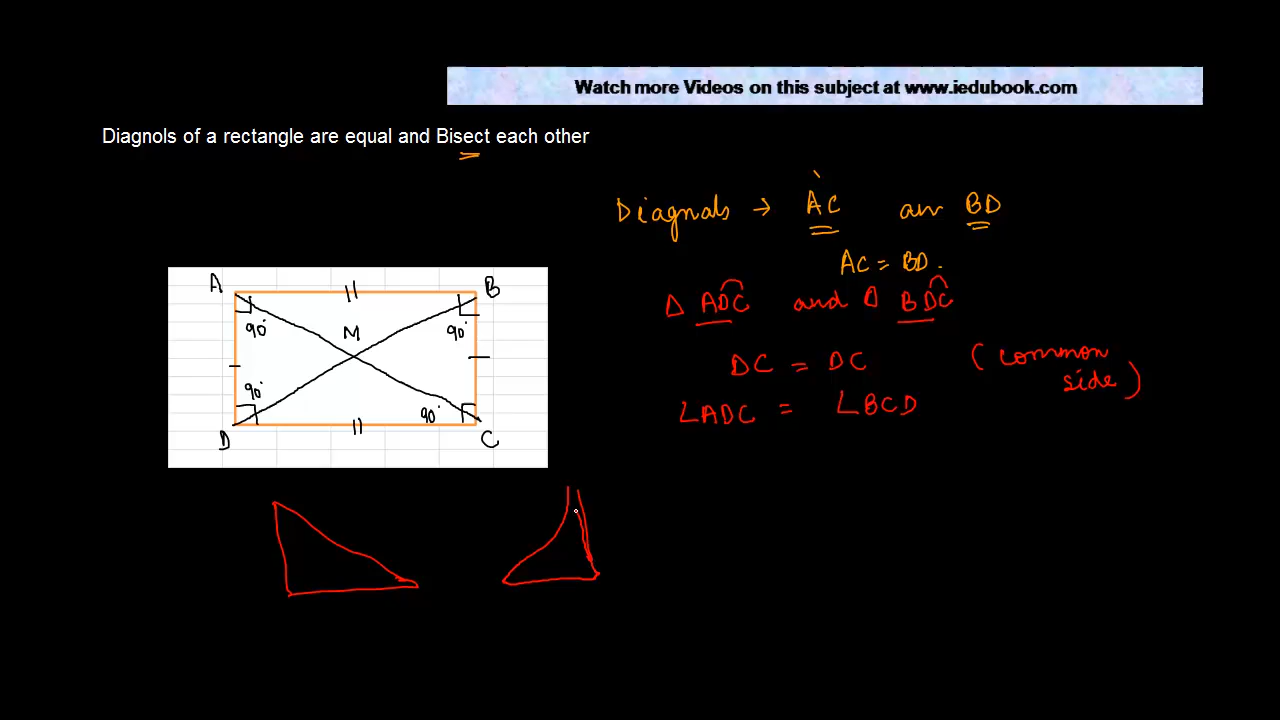 Watch more Videos on this subject at www.iedubook.com
Diagnols of a rectangle are equal and Bisect each other
Diagnals → AC an BD
AC = BD.
Δ ADC and Δ BDC
DC = DC (common side)
∠ADC = ∠BCD
A B
90° M 90°
90° 90°
D C